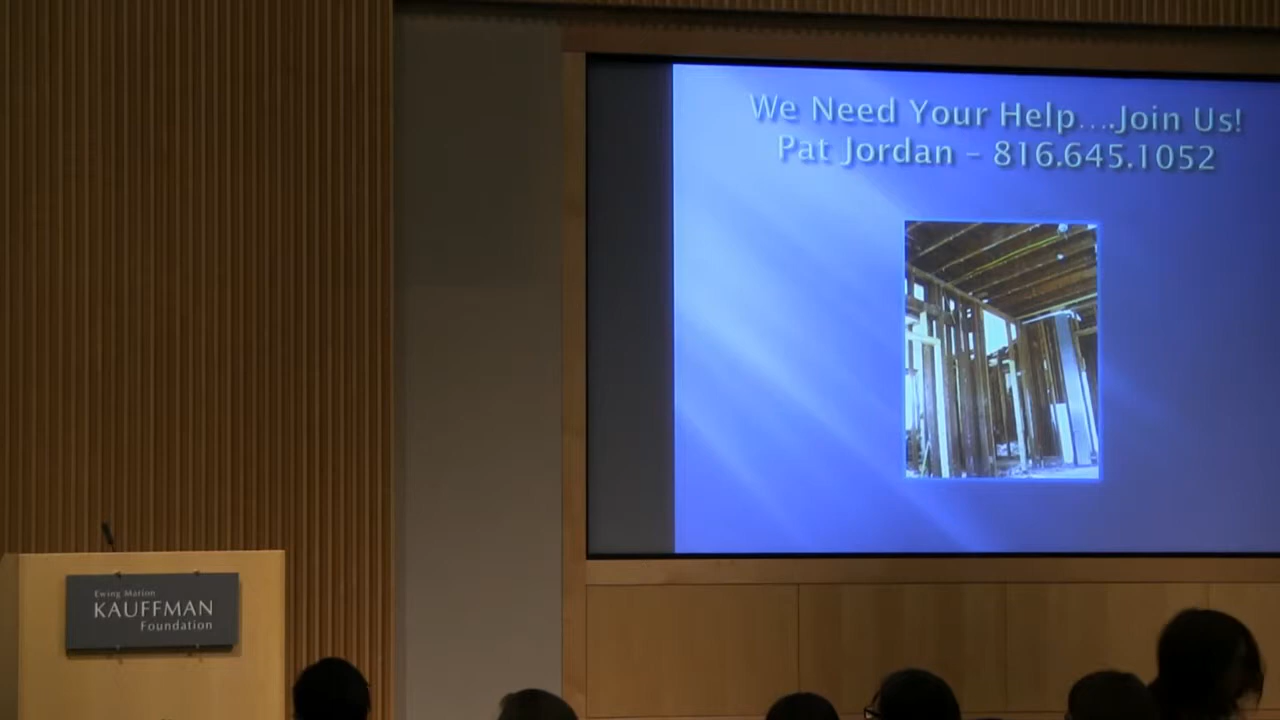 We Need Your Help....Join Us!
Pat Jordan – 816.645.1052
Ewing Marion
KAUFFMAN
Foundation